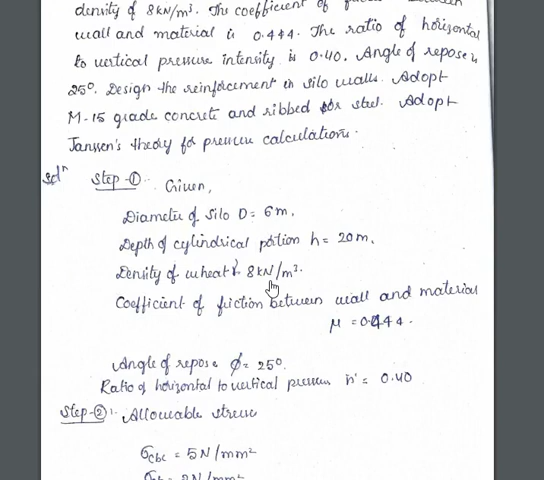 density of 8kN/m³. The coefficient of
wall and material is 0.444. The ratio of horizontal
to vertical pressure intensity is 0.40. Angle of repose is
25°. Design the reinforcement in silo walls. Adopt
M-15 grade concrete and ribbed steel. Adopt
Janssen's theory for pressure calculations.
Solⁿ Step-① Given,
Diameter of silo D = 6m.
Depth of cylindrical portion h = 20m.
Density of wheat γ 8kN/m³.
Coefficient of friction between wall and material
μ = 0.444.
Angle of repose φ = 25°.
Ratio of horizontal to vertical pressure n = 0.40
Step-②: Allowable stress
σcbc = 5N/mm²